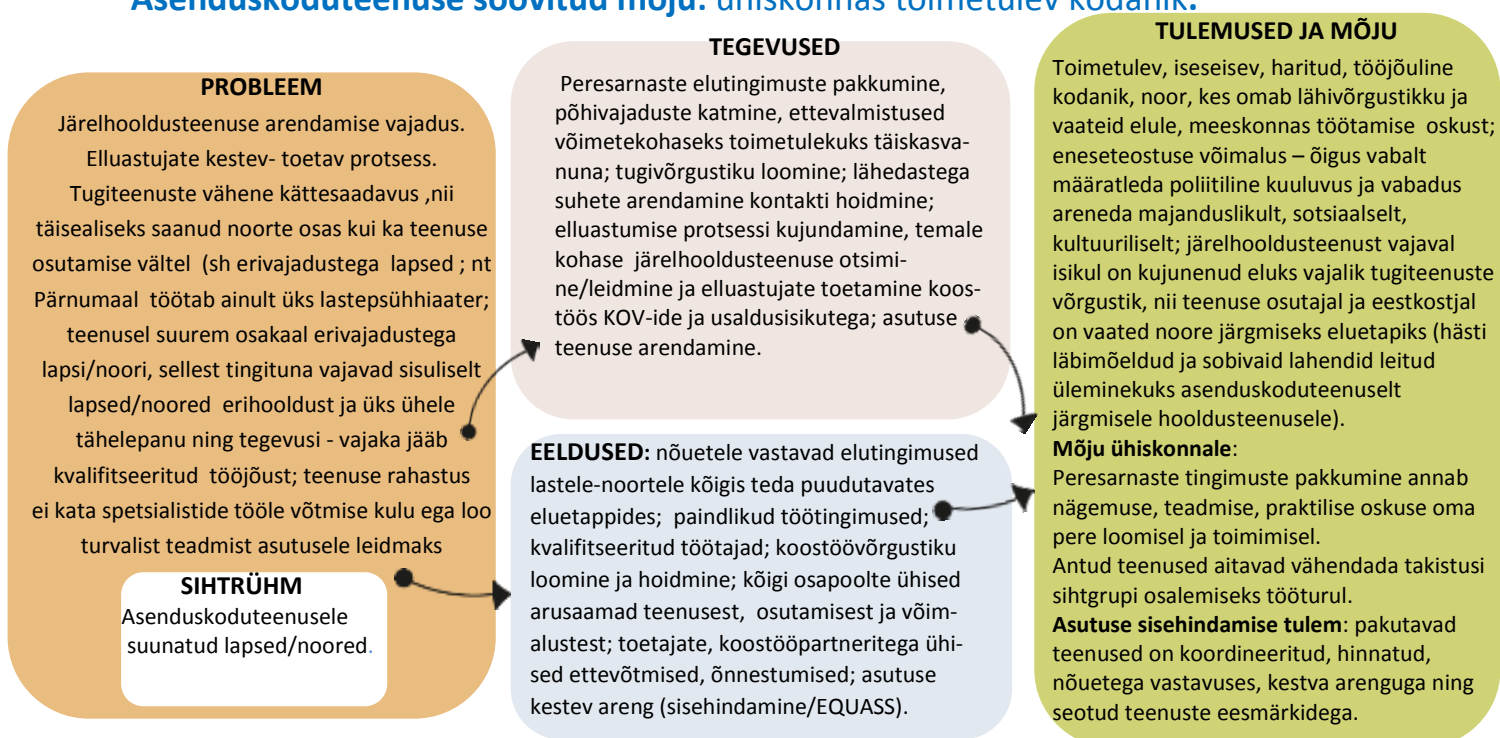 Asenduskoduteenuse soovitud mõju: ühiskonnas toimetulev kodanik.
PROBLEEM
Järelhooldusteenuse arendamise vajadus.
Elluastujate kestev- toetav protsess.
Tugiteenuste vähene kättesaadavus ,nii
täisealiseks saanud noorte osas kui ka teenuse
osutamise vältel (sh erivajadustega lapsed ; nt
Pärnumaal töötab ainult üks lastepsühhiaater;
teenusel suurem osakaal erivajadustega
lapsi/noori, sellest tingituna vajavad sisuliselt
lapsed/noored erihooldust ja üks ühele
tähelepanu ning tegevusi - vajaka jääb
kvalifitseeritud tööjõust; teenuse rahastus
ei kata spetsialistide tööle võtmise kulu ega loo
turvalist teadmist asutusele leidmaks
SIHTRÜHM
Asenduskoduteenusele
suunatud lapsed/noored.
TEGEVUSED
Peresarnaste elutingimuste pakkumine,
põhivajaduste katmine, ettevalmistused
võimetekohaseks toimetulekuks täiskasva-
nuna; tugivõrgustiku loomine; lähedastega
suhete arendamine kontakti hoidmine;
elluastumise protsessi kujundamine, temale
kohase järelhooldusteenuse otsimi-
ne/leidmine ja elluastujate toetamine koos-
töös KOV-ide ja usaldusisikutega; asutuse
teenuse arendamine.
EELDUSED: nõuetele vastavad elutingimused
lastele-noortele kõigis teda puudutavates
eluetappides; paindlikud töötingimused;
kvalifitseeritud töötajad; koostöövõrgustiku
loomine ja hoidmine; kõigi osapoolte ühised
arusaamad teenusest, osutamisest ja võim-
alustest; toetajate, koostööpartneritega ühi-
sed ettevõtmised, õnnestumised; asutuse
kestev areng (sisehindamine/EQUASS).
TULEMUSED JA MÕJU
Toimetulev, iseseisev, haritud, tööjõuline
kodanik, noor, kes omab lähivõrgustikku ja
vaateid elule, meeskonnas töötamise oskust;
eneseteostuse võimalus – õigus vabalt
määratleda poliitiline kuuluvus ja vabadus
areneda majanduslikult, sotsiaalselt,
kultuuriliselt; järelhooldusteenust vajaval
isikul on kujunenud eluks vajalik tugiteenuste
võrgustik, nii teenuse osutajal ja eestkostjal
on vaated noore järgmiseks eluetapiks (hästi
läbimõeldud ja sobivaid lahendid leitud
üleminekuks asenduskoduteenuselt
järgmisele hooldusteenusele).
Mõju ühiskonnale:
Peresarnaste tingimuste pakkumine annab
nägemuse, teadmise, praktilise oskuse oma
pere loomisel ja toimimisel.
Antud teenused aitavad vähendada takistusi
sihtgrupi osalemiseks tööturul.
Asutuse sisehindamise tulem: pakutavad
teenused on koordineeritud, hinnatud,
nõuetega vastavuses, kestva arenguga ning
seotud teenuste eesmärkidega.